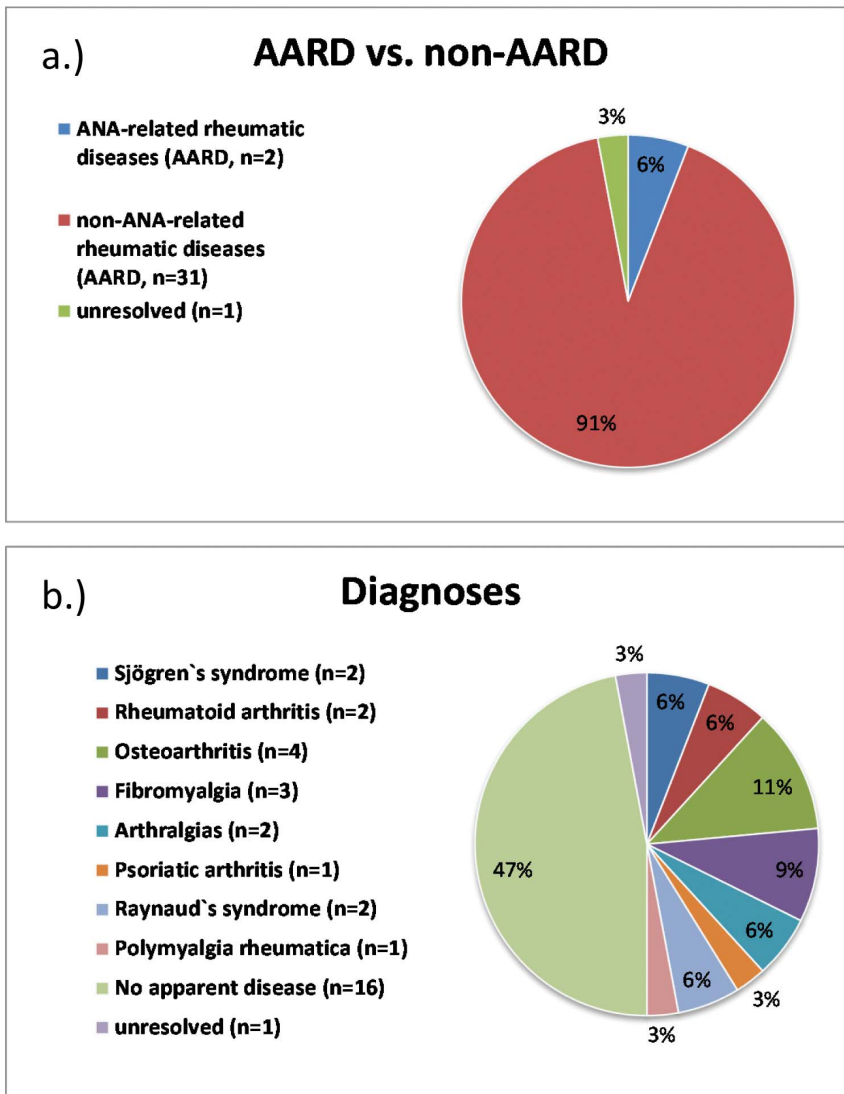 a.)
AARD vs. non-AARD
ANA-related rheumatic
diseases (AARD, n=2)
non-ANA-related
rheumatic diseases
(AARD, n=31)
unresolved (n=1)
3%
6%
91%
b.)
Diagnoses
Sjögren`s syndrome (n=2)
Rheumatoid arthritis (n=2)
Osteoarthritis (n=4)
Fibromyalgia (n=3)
Arthralgias (n=2)
Psoriatic arthritis (n=1)
Raynaud`s syndrome (n=2)
Polymyalgia rheumatica (n=1)
No apparent disease (n=16)
unresolved (n=1)
3%
6%
6%
11%
9%
6%
3%
6%
3%
47%